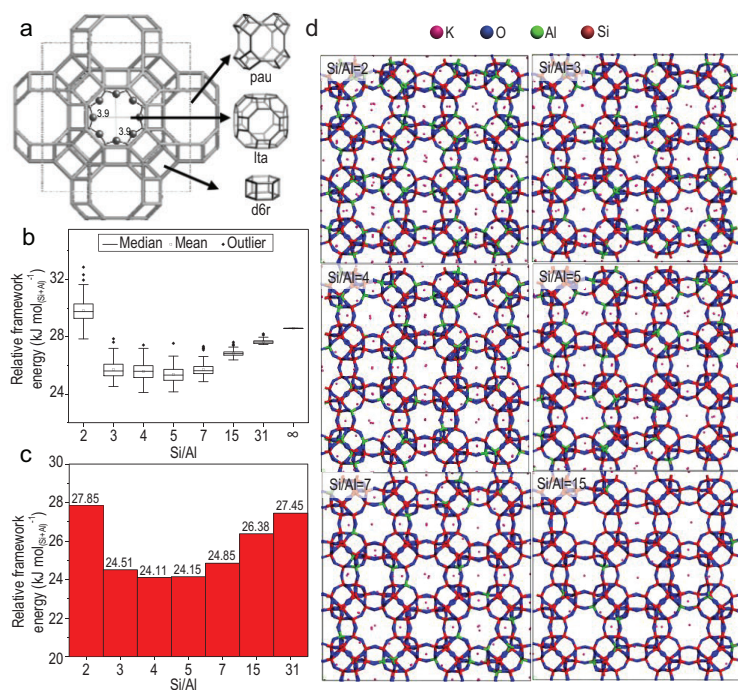 a
3.9
3.9
pau
lta
d6r
b
Median Mean Outlier
Relative framework
energy (kJ mol(Si+Al)-1)
32
30
28
26
24
2 3 4 5 7 15 31 ∞
Si/Al
c
Relative framework
energy (kJ mol(Si+Al)-1)
30
28
26
24
22
20
27.85
24.51
24.11
24.15
24.85
26.38
27.45
2 3 4 5 7 15 31
Si/Al
d
K O Al Si
Si/Al=2
Si/Al=3
Si/Al=4
Si/Al=5
Si/Al=7
Si/Al=15